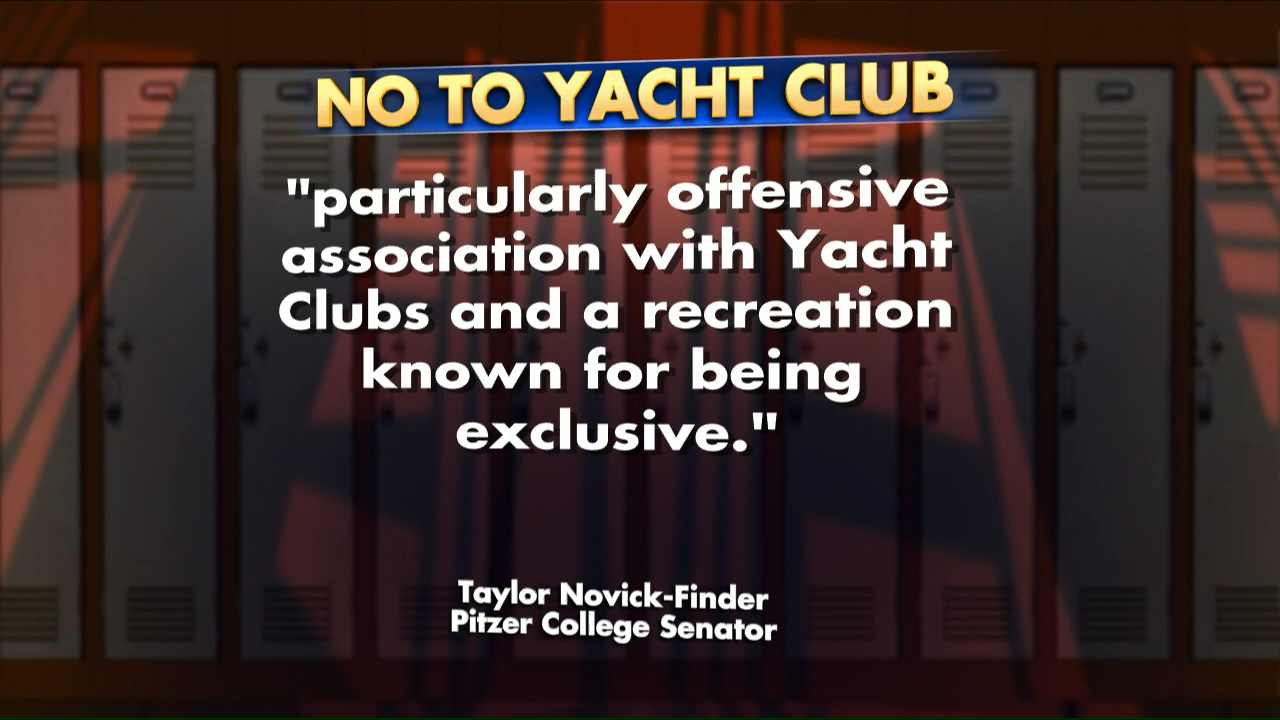 NO TO YACHT CLUB
"particularly offensive
association with Yacht
Clubs and a recreation
known for being
exclusive."
Taylor Novick-Finder
Pitzer College Senator